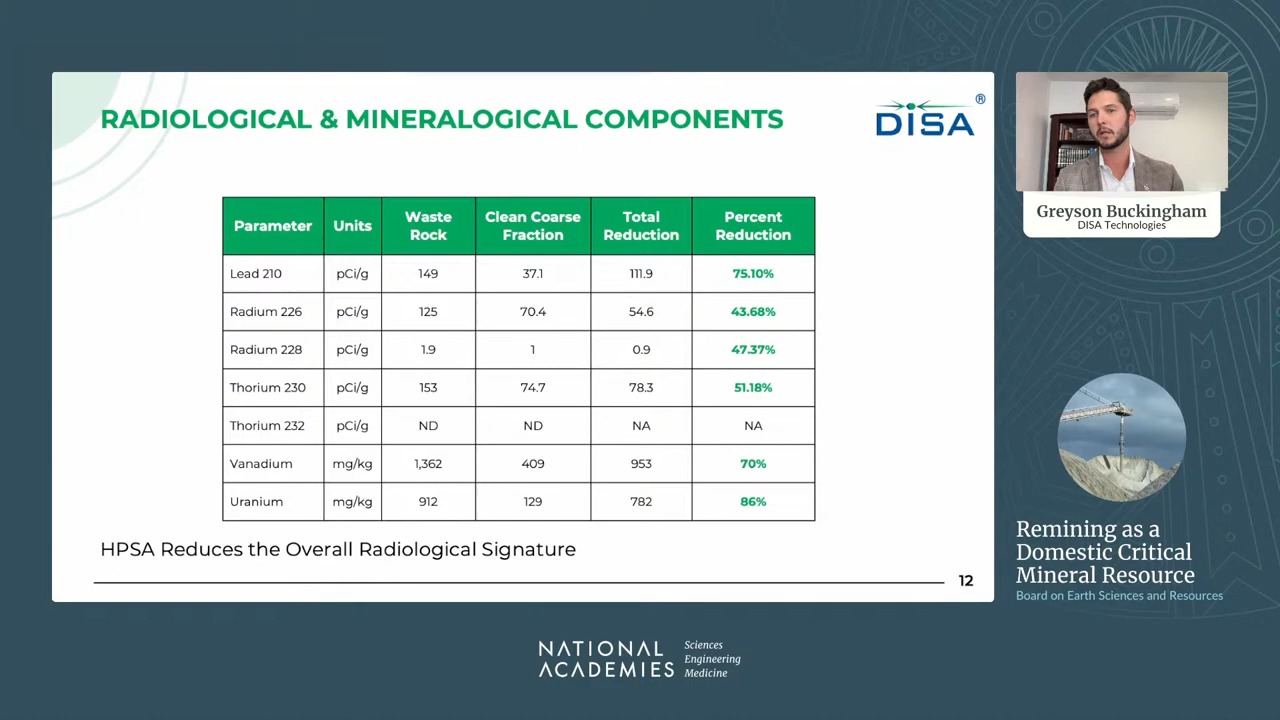 RADIOLOGICAL & MINERALOGICAL COMPONENTS
DISA®
Parameter Units Waste Rock Clean Coarse Fraction Total Reduction Percent Reduction
Lead 210 pCi/g 149 37.1 111.9 75.10%
Radium 226 pCi/g 125 70.4 54.6 43.68%
Radium 228 pCi/g 1.9 1 0.9 47.37%
Thorium 230 pCi/g 153 74.7 78.3 51.18%
Thorium 232 pCi/g ND ND NA NA
Vanadium mg/kg 1,362 409 953 70%
Uranium mg/kg 912 129 782 86%
HPSA Reduces the Overall Radiological Signature
12
Greyson Buckingham
DISA Technologies
Remining as a
Domestic Critical
Mineral Resource
Board on Earth Sciences and Resources
NATIONAL
ACADEMIES
Sciences
Engineering
Medicine